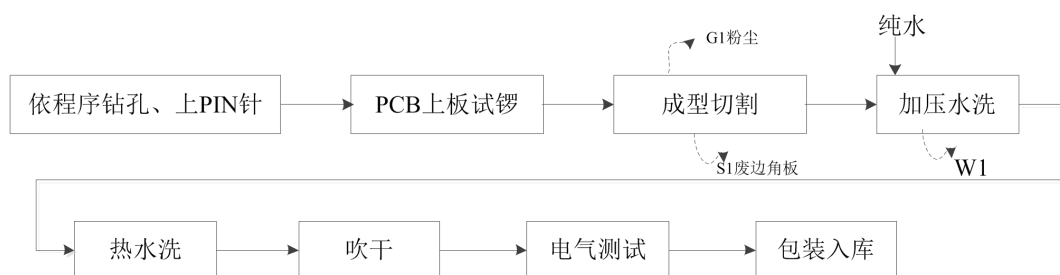 G1粉尘
纯水
依程序钻孔、上PIN针
PCB上板试锣
成型切割
加压水洗
S1废边角板
W1
热水洗
吹干
电气测试
包装入库